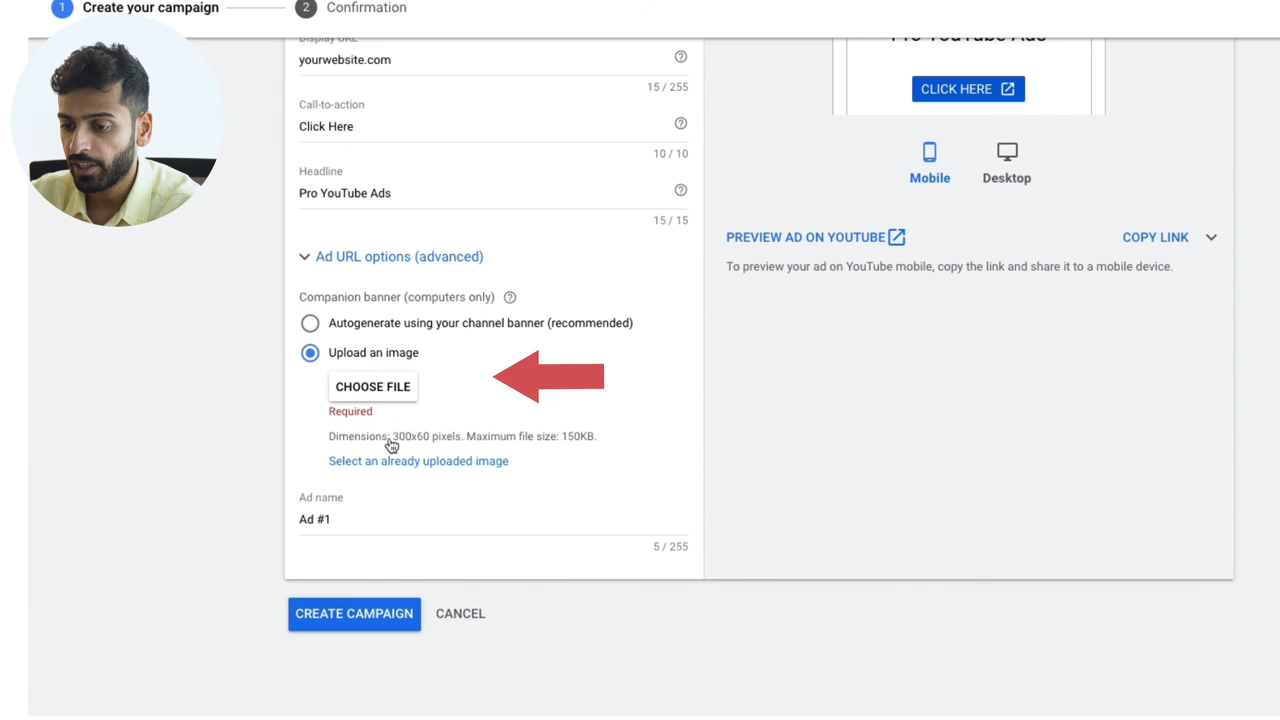 1 Create your campaign
2 Confirmation
Display URL
yourwebsite.com
15 / 255
Call-to-action
Click Here
10 / 10
Headline
Pro YouTube Ads
15 / 15
Ad URL options (advanced)
Companion banner (computers only)
Autogenerate using your channel banner (recommended)
Upload an image
CHOOSE FILE
Required
Dimensions: 300x60 pixels. Maximum file size: 150KB.
Select an already uploaded image
Ad name
Ad #1
5 / 255
CREATE CAMPAIGN CANCEL
Pro YouTube Ads
CLICK HERE
Mobile Desktop
PREVIEW AD ON YOUTUBE COPY LINK
To preview your ad on YouTube mobile, copy the link and share it to a mobile device.